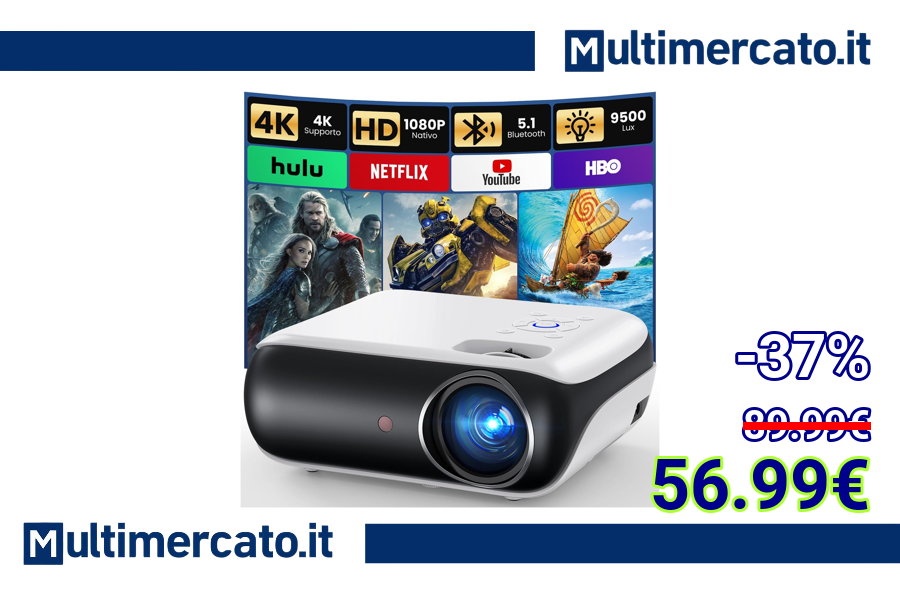 Multimercato.it
4K 4K Supporto
HD 1080P Nativo
5.1 Bluetooth
9500 Lux
hulu
NETFLIX
YouTube
HBO
-37%
89.99€
56.99€
Multimercato.it